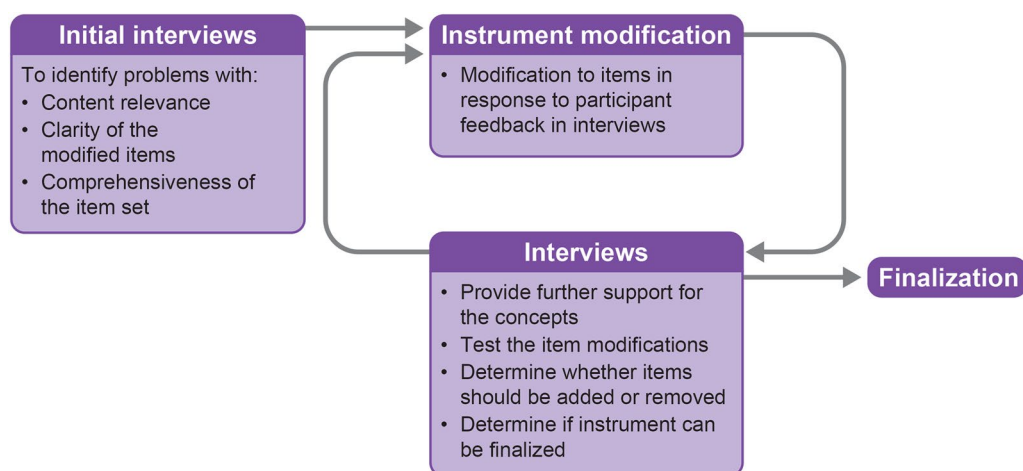 Initial interviews
To identify problems with:
• Content relevance
• Clarity of the
modified items
• Comprehensiveness of
the item set
Instrument modification
• Modification to items in
response to participant
feedback in interviews
Interviews
• Provide further support for
the concepts
• Test the item modifications
• Determine whether items
should be added or removed
• Determine if instrument can
be finalized
Finalization